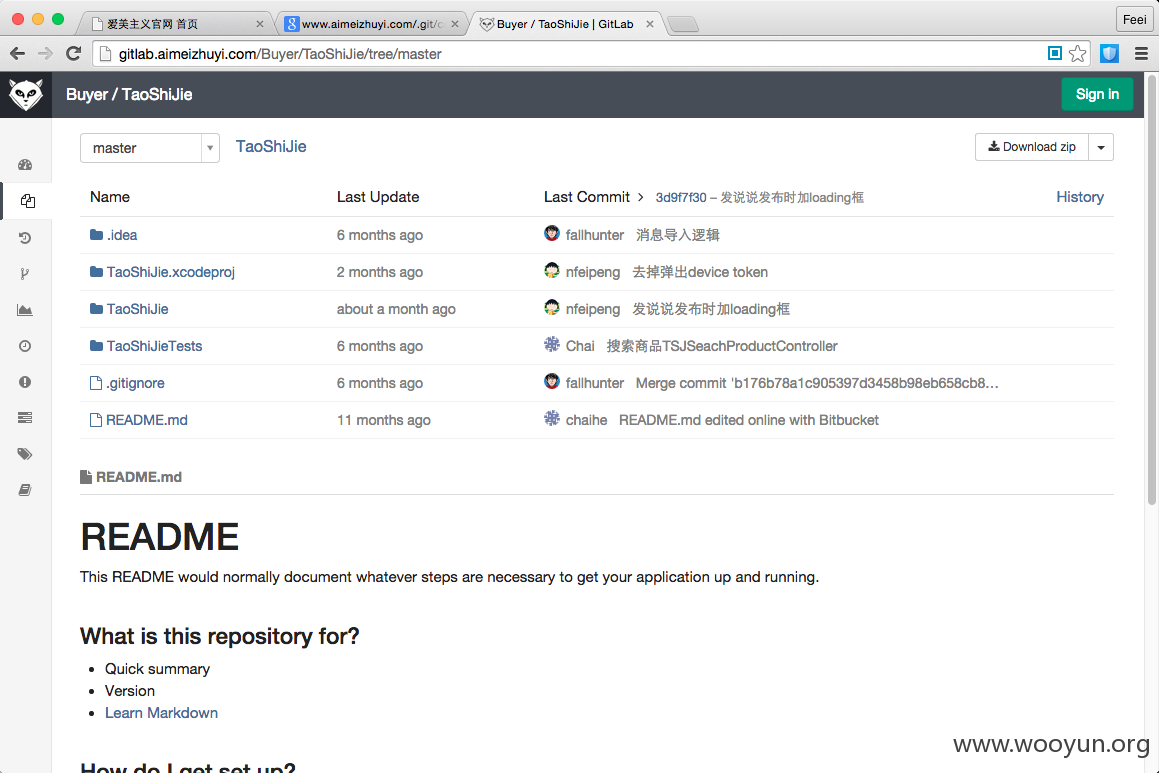 爱美主义官网 首页
www.aimeizhuyi.com/.git/c
Buyer / TaoShiJie | GitLab
Feei
gitlab.aimeizhuyi.com/Buyer/TaoShiJie/tree/master
Buyer / TaoShiJie
Sign in
master
TaoShiJie
Download zip
Name Last Update Last Commit > 3d9f7f30 – 发说说发布时加loading框 History
.idea 6 months ago fallhunter 消息导入逻辑
TaoShiJie.xcodeproj 2 months ago nfeipeng 去掉弹出device token
TaoShiJie about a month ago nfeipeng 发说说发布时加loading框
TaoShiJieTests 6 months ago Chai 搜索商品TSJSeachProductController
.gitignore 6 months ago fallhunter Merge commit 'b176b78a1c905397d3458b98eb658cb8…
README.md 11 months ago chaihe README.md edited online with Bitbucket
README.md
README
This README would normally document whatever steps are necessary to get your application up and running.
What is this repository for?
• Quick summary
• Version
• Learn Markdown
How do I get set up?
www.wooyun.org